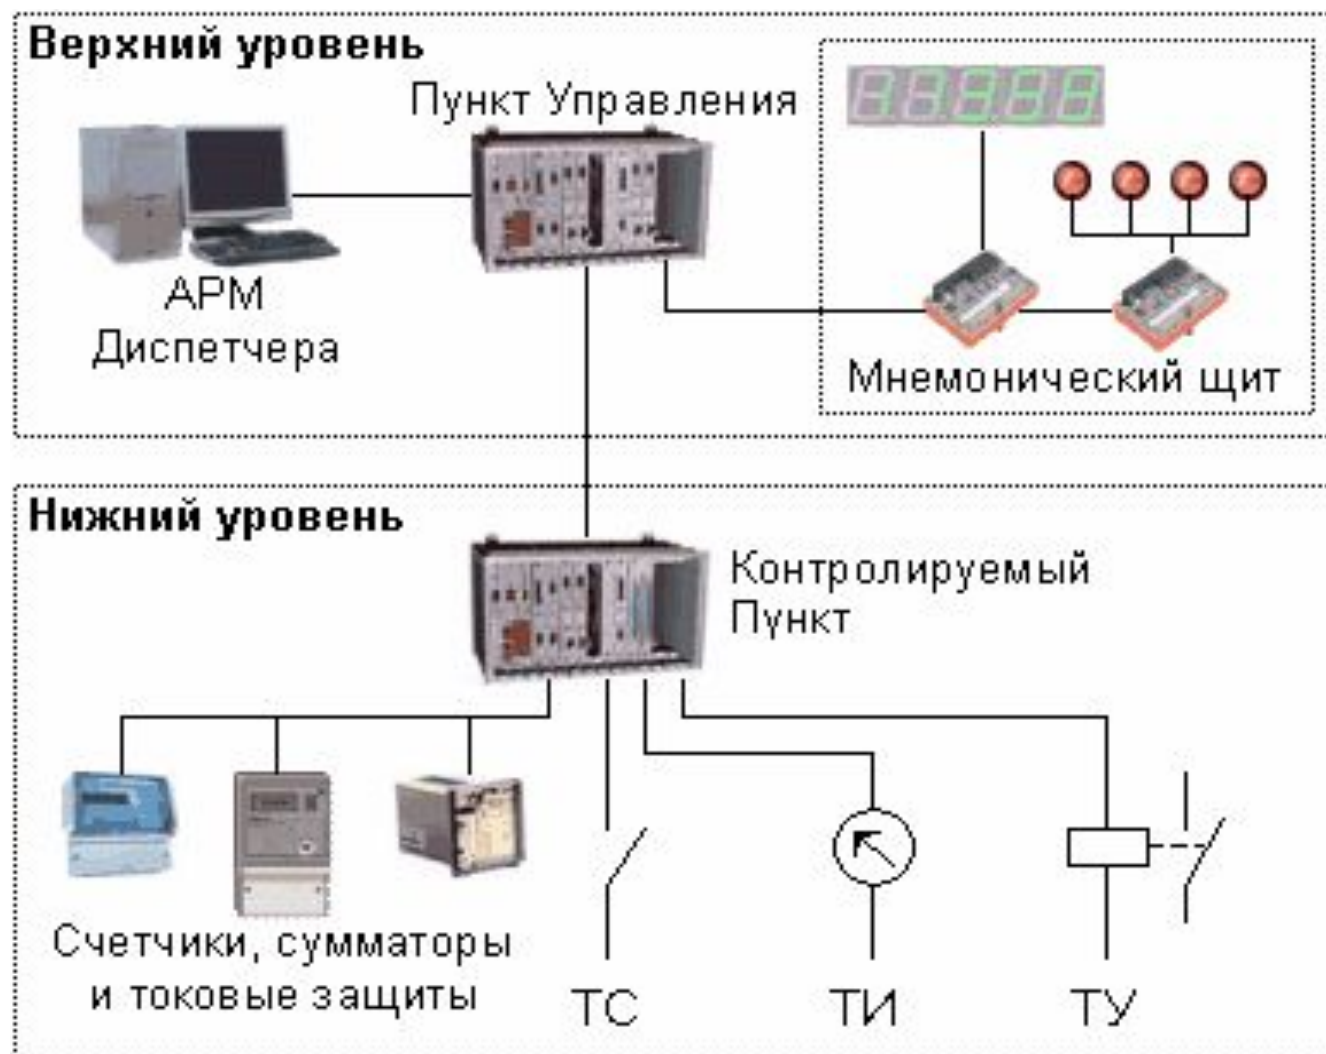 Верхний уровень
Пункт Управления
АРМ
Диспетчера
Мнемонический щит
Нижний уровень
Контролируемый
Пункт
Счетчики, сумматоры
и токовые защиты
ТС
ТИ
ТУ